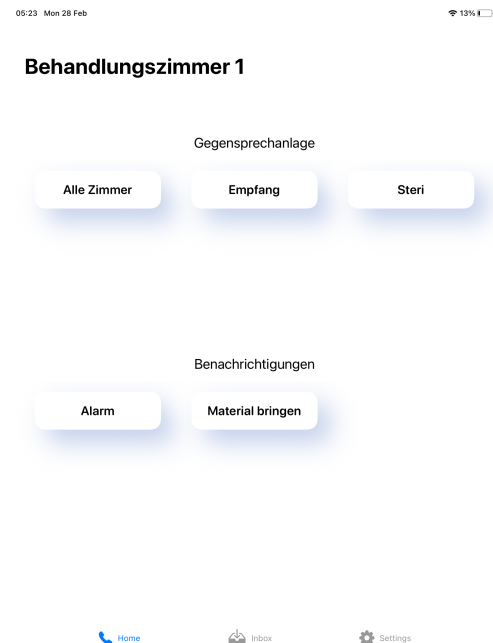 05:23 Mon 28 Feb 13%
Behandlungszimmer 1
Gegensprechanlage
Alle Zimmer Empfang Steri
Benachrichtigungen
Alarm Material bringen
Home Inbox Settings